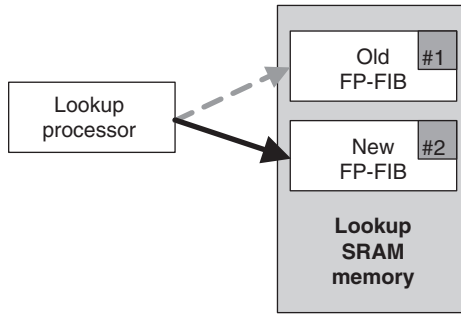 Old #1
FP-FIB
Lookup
processor
New #2
FP-FIB
Lookup
SRAM
memory